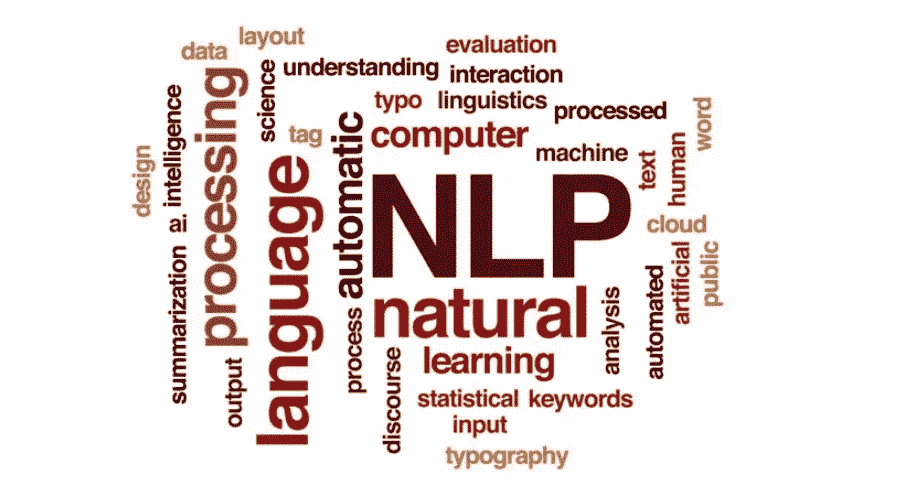 layout
data
evaluation
understanding
interaction
science
processing
intelligence
typo
linguistics
processed
tag
automatic
computer
word
human
machine
text
design
language
NLP
ai
cloud
summarization
public
artificial
automated
natural
analysis
process
learning
discourse
output
statistical
keywords
input
typography